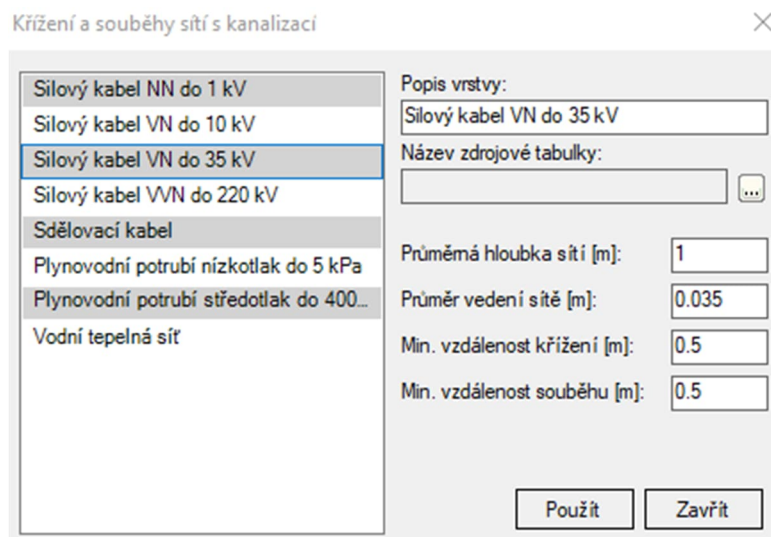 Křížení a souběhy sítí s kanalizací
Silový kabel NN do 1 kV
Silový kabel VN do 10 kV
Silový kabel VN do 35 kV
Silový kabel VVN do 220 kV
Sdělovací kabel
Plynovodní potrubí nízkotlak do 5 kPa
Plynovodní potrubí středotlak do 400...
Vodní tepelná síť
Popis vrstvy:
Silový kabel VN do 35 kV
Název zdrojové tabulky:
...
Průměrná hloubka sítí [m]:
1
Průměr vedení sítě [m]:
0.035
Min. vzdálenost křížení [m]:
0.5
Min. vzdálenost souběhu [m]:
0.5
Použít
Zavřít